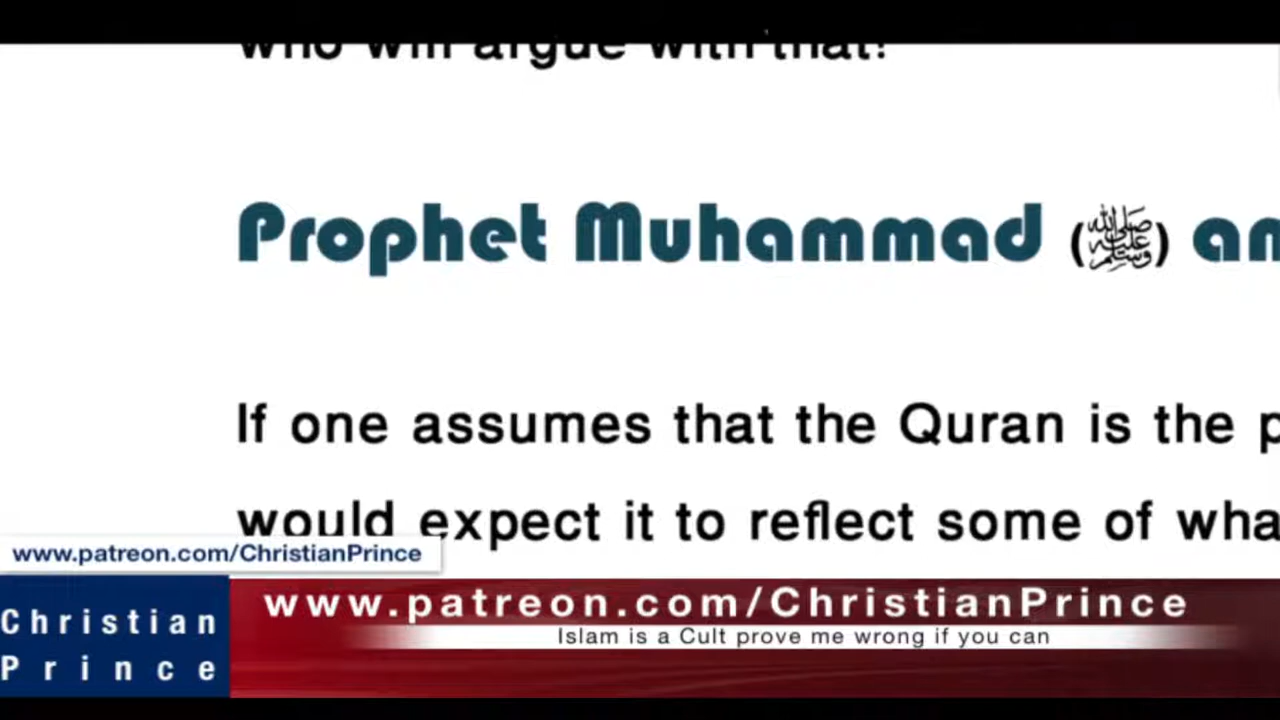 who will argue with that!
Prophet Muhammad (ﷺ) an
If one assumes that the Quran is the p
would expect it to reflect some of wha
www.patreon.com/ChristianPrince
Christian
Prince
www.patreon.com/ChristianPrince
Islam is a Cult prove me wrong if you can